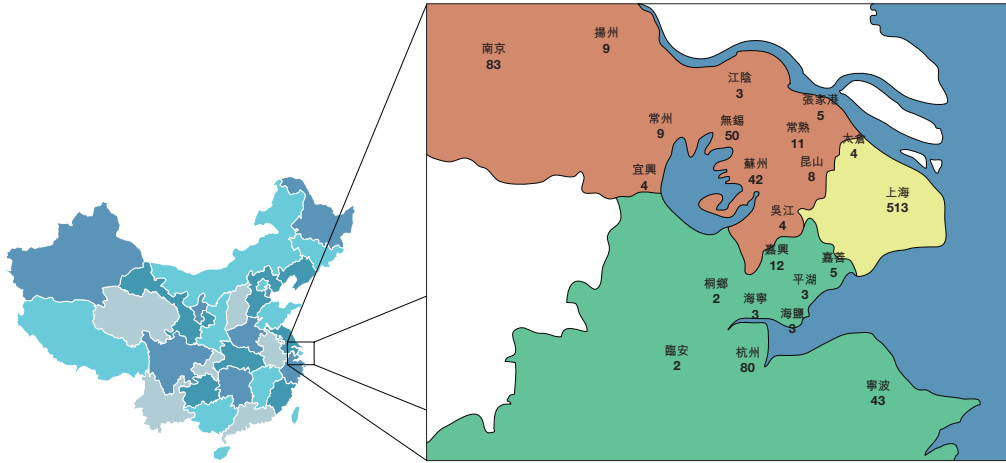 揚州
9
南京
83
江陰
3
張家港
5
常州
9
無錫
50
常熟
11
太倉
4
宜興
4
蘇州
42
昆山
8
上海
513
吳江
4
嘉興
12
嘉善
5
桐鄉
2
平湖
3
海寧
3
海鹽
3
臨安
2
杭州
80
寧波
43